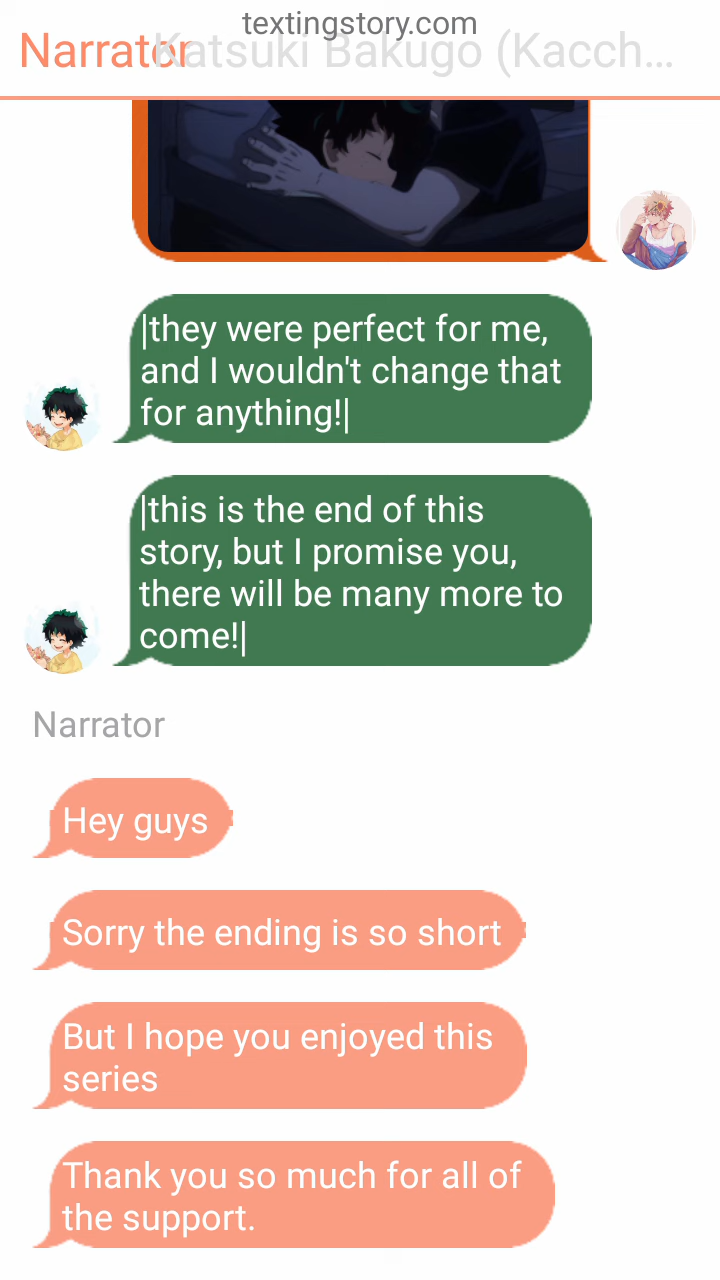 textingstory.com
Narrator
Katsuki Bakugo (Kacch...
|they were perfect for me,
and I wouldn't change that
for anything!|
|this is the end of this
story, but I promise you,
there will be many more to
come!|
Narrator
Hey guys
Sorry the ending is so short
But I hope you enjoyed this
series
Thank you so much for all of
the support.